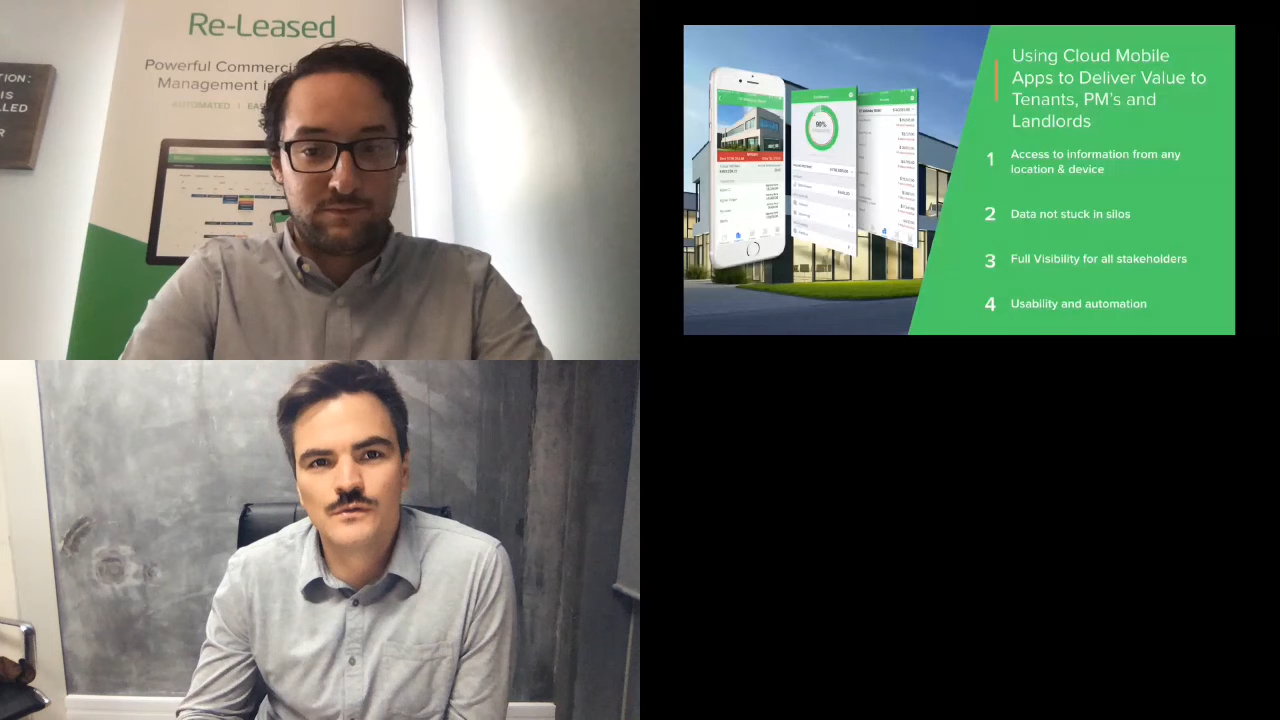 Re-Leased
Powerful Commerci
Management i
AUTOMATED | EAS
TION:
IS
LLED
R
Using Cloud Mobile
Apps to Deliver Value to
Tenants, PM's and
Landlords
1 Access to information from any
location & device
2 Data not stuck in silos
3 Full Visibility for all stakeholders
4 Usability and automation
90%